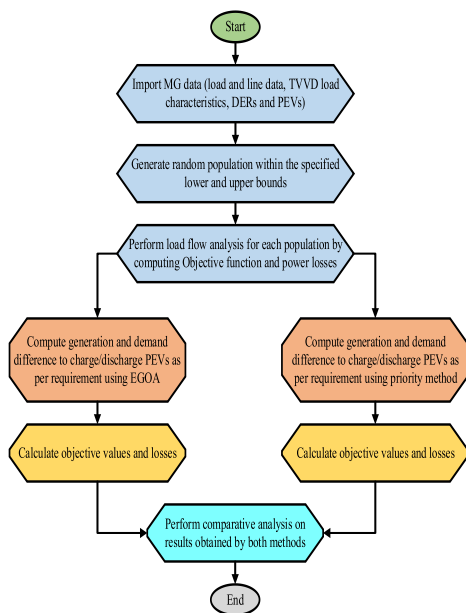 Start
Import MG data (load and line data, TVVD load
characteristics, DERs and PEVs)
Generate random population within the specified
lower and upper bounds
Perform load flow analysis for each population by
computing Objective function and power losses
Compute generation and demand
difference to charge/discharge PEVs as
per requirement using EGOA
Compute generation and demand
difference to charge/discharge PEVs as
per requirement using priority method
Calculate objective values and losses
Calculate objective values and losses
Perform comparative analysis on
results obtained by both methods
End